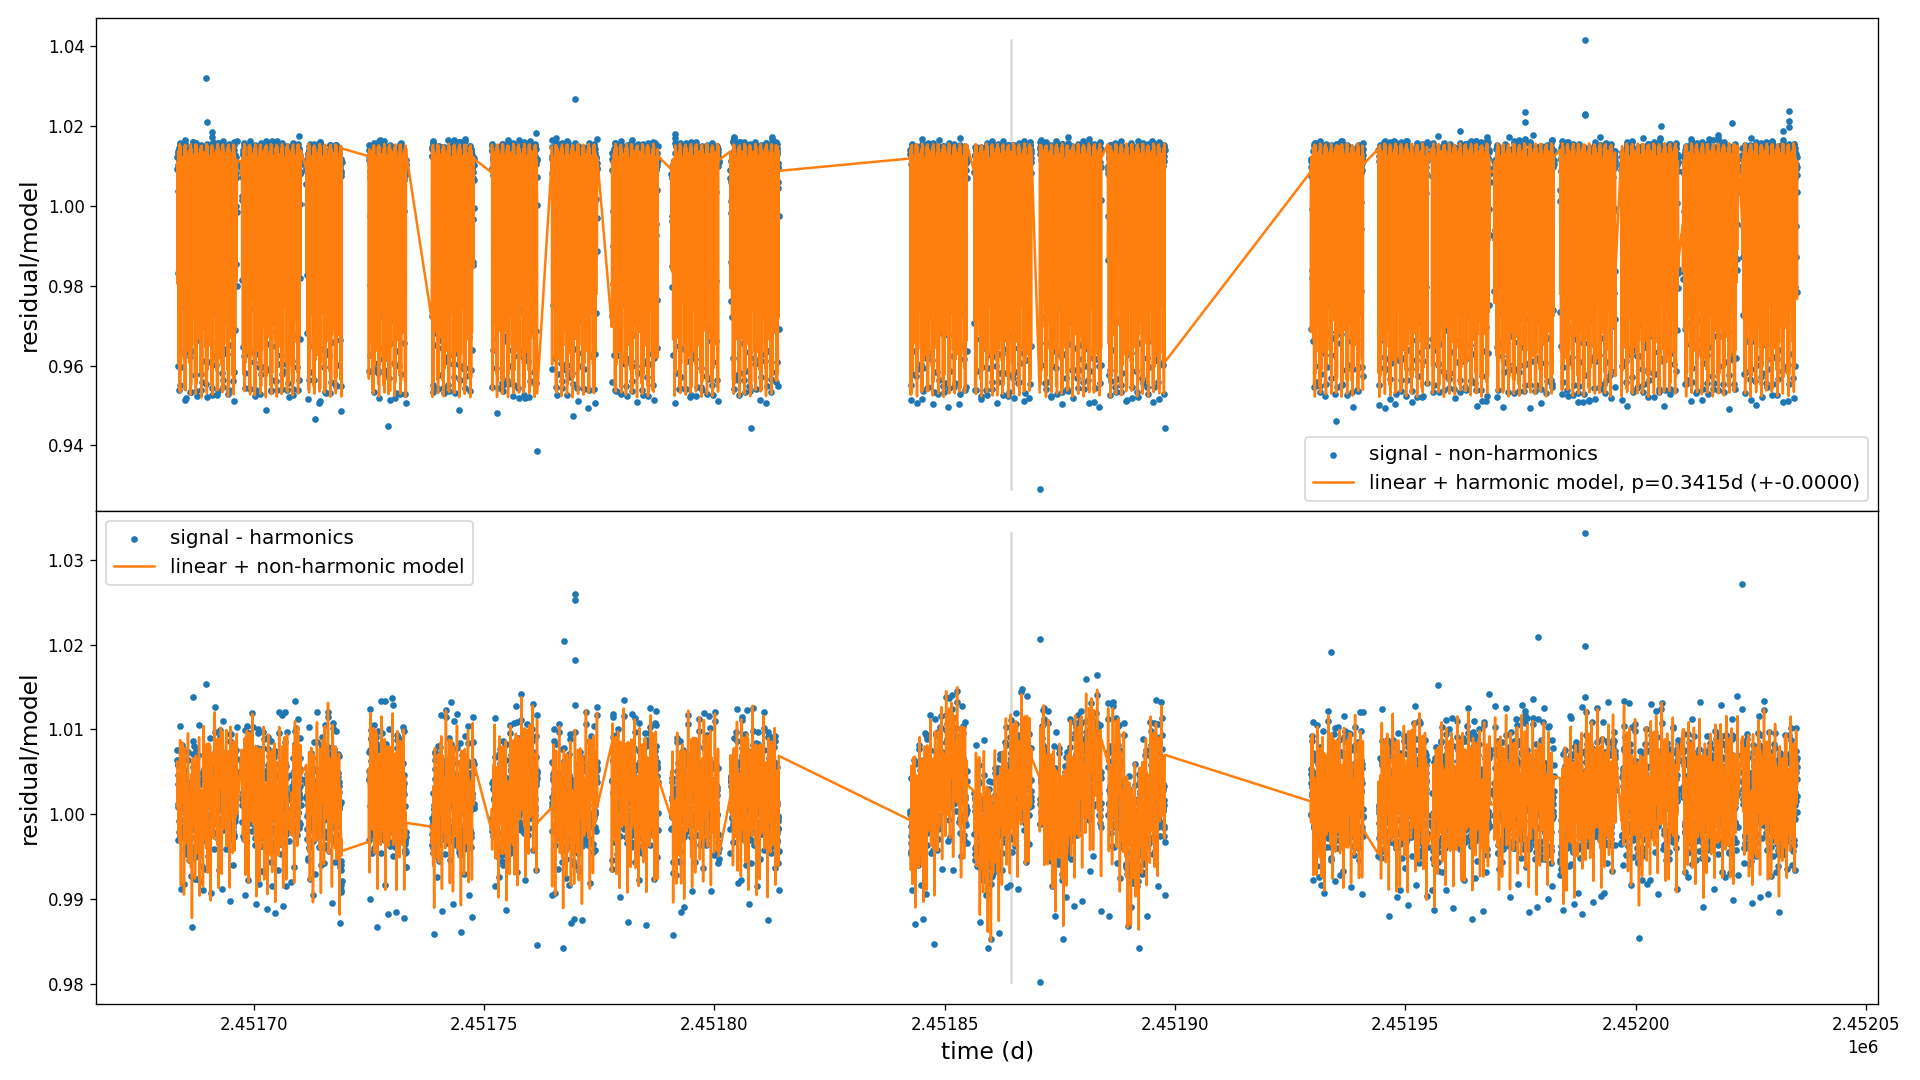 1.04
1.02
1.00
0.98
0.96
0.94
residual/model
signal - non-harmonics
linear + harmonic model, p=0.3415d (+-0.0000)
signal - harmonics
linear + non-harmonic model
1.03
1.02
1.01
1.00
0.99
0.98
residual/model
2.45170
2.45175
2.45180
2.45185
2.45190
2.45195
2.45200
2.45205
time (d)
1e6